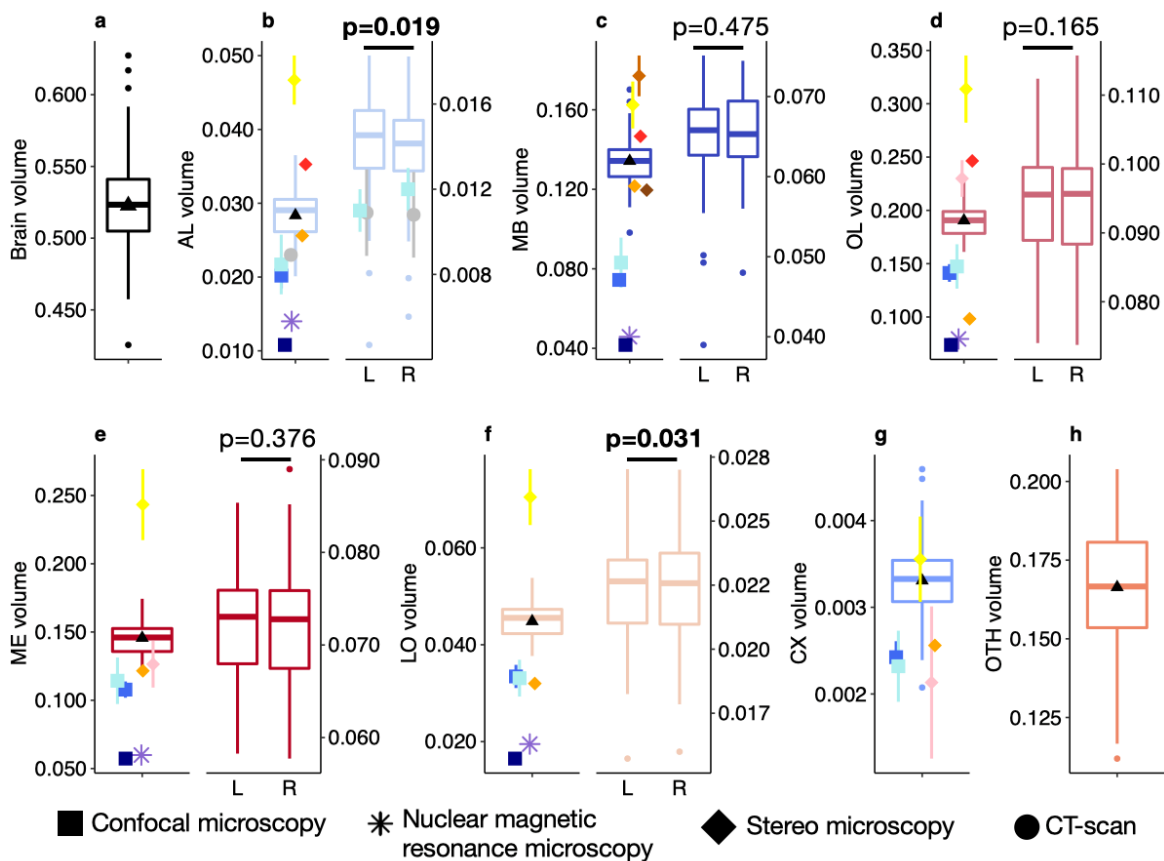 a
Brain volume
0.600
0.550
0.500
0.450
b
p=0.019
AL volume
0.050
0.040
0.030
0.020
0.010
0.016
0.012
0.008
L R
c
p=0.475
MB volume
0.160
0.120
0.080
0.040
0.070
0.060
0.050
0.040
L R
d
p=0.165
OL volume
0.350
0.300
0.250
0.200
0.150
0.100
0.110
0.100
0.090
0.080
L R
e
p=0.376
ME volume
0.250
0.200
0.150
0.100
0.050
0.090
0.080
0.070
0.060
L R
f
p=0.031
LO volume
0.060
0.040
0.020
0.028
0.025
0.022
0.020
0.017
L R
g
CX volume
0.004
0.003
0.002
h
OTH volume
0.200
0.175
0.150
0.125
Confocal microscopy
Nuclear magnetic
resonance microscopy
Stereo microscopy
CT-scan